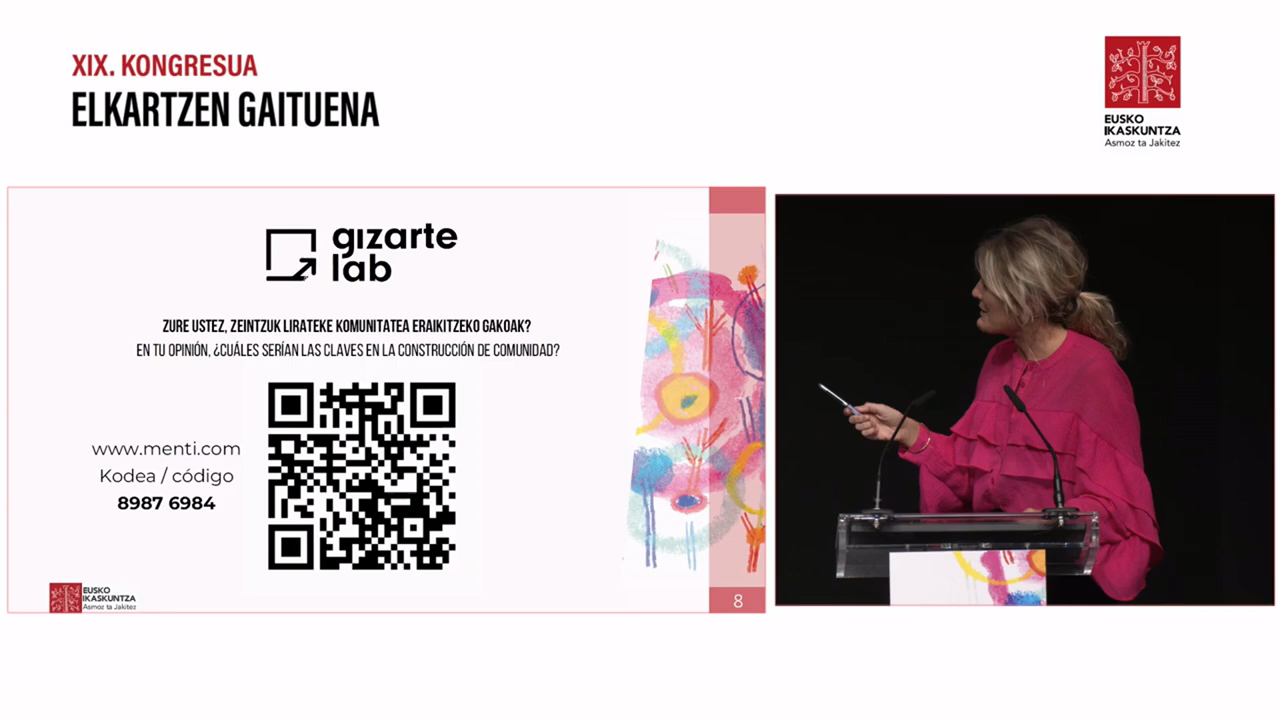 XIX. KONGRESUA
ELKARTZEN GAITUENA
EUSKO
IKASKUNTZA
Asmoz ta Jakitez
gizarte
lab
ZURE USTEZ, ZEINTZUK LIRATEKE KOMUNITATEA ERAIKITZEKO GAKOAK?
EN TU OPINIÓN, ¿CUÁLES SERÍAN LAS CLAVES EN LA CONSTRUCCIÓN DE COMUNIDAD?
www.menti.com
Kodea / código
8987 6984
EUSKO
IKASKUNTZA
Asmoz ta Jakitez
8